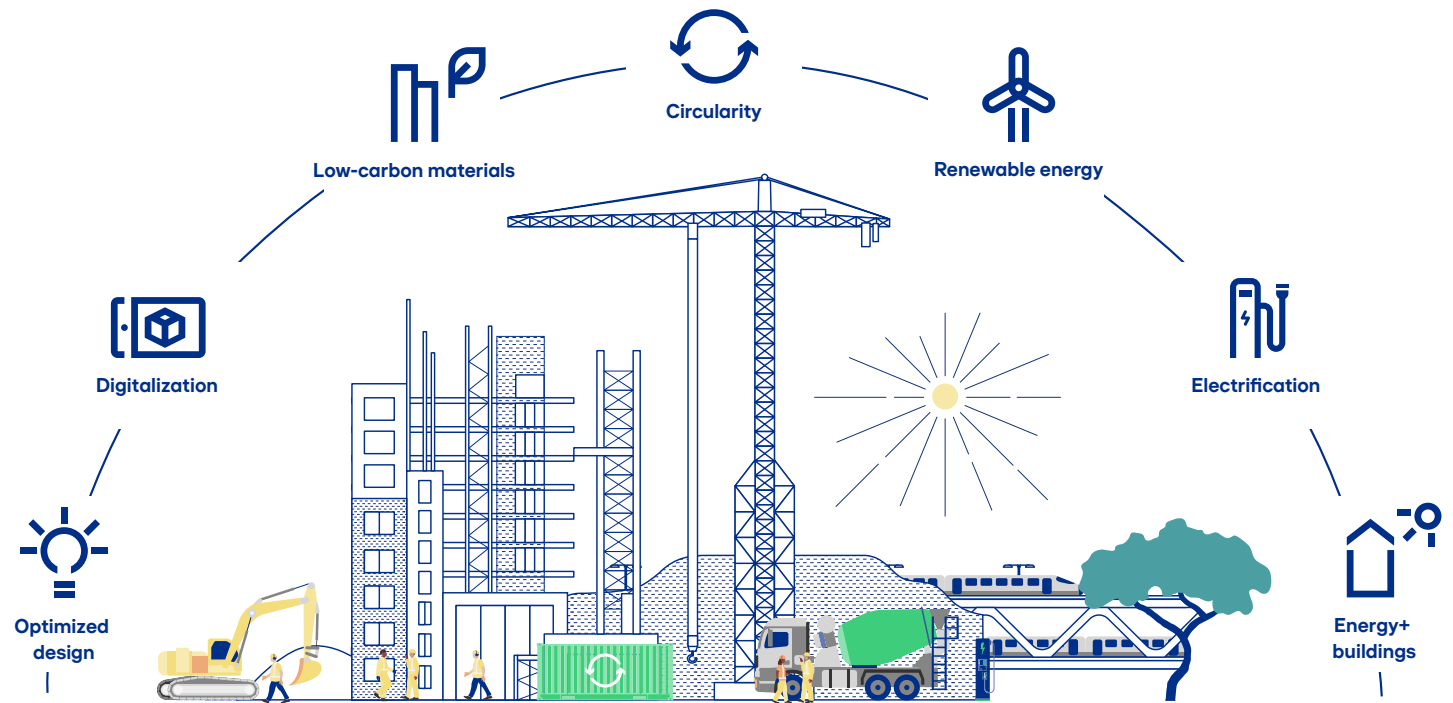 Circularity
Low-carbon materials
Renewable energy
Digitalization
Electrification
Optimized
design
Energy+
buildings